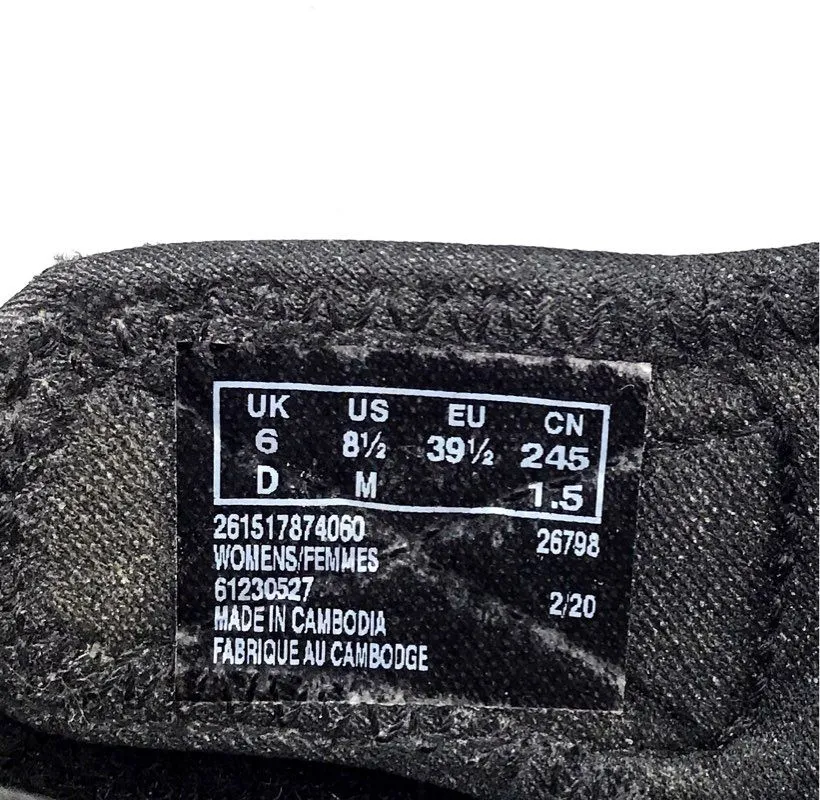 UK US EU CN
6 8½ 39½ 245
D M 1.5
261517874060 26798
WOMENS/FEMMES
61230527 2/20
MADE IN CAMBODIA
FABRIQUE AU CAMBODGE